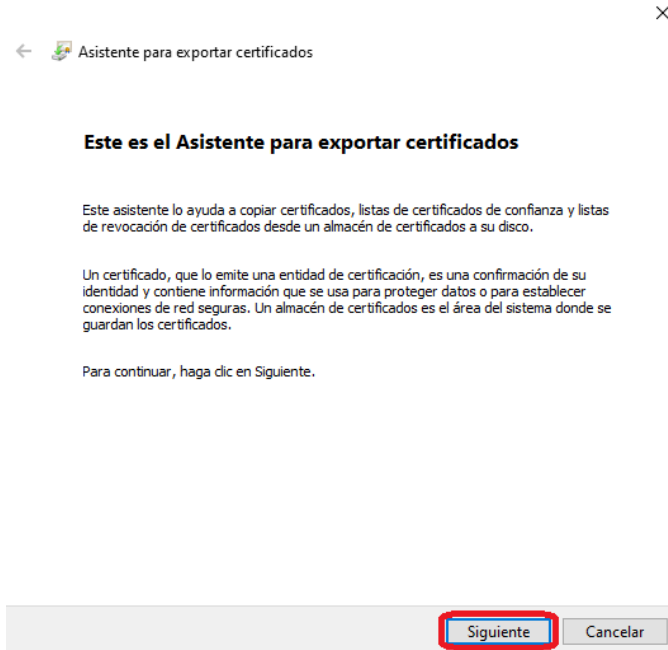 Asistente para exportar certificados
Este es el Asistente para exportar certificados
Este asistente lo ayuda a copiar certificados, listas de certificados de confianza y listas
de revocación de certificados desde un almacén de certificados a su disco.
Un certificado, que lo emite una entidad de certificación, es una confirmación de su
identidad y contiene información que se usa para proteger datos o para establecer
conexiones de red seguras. Un almacén de certificados es el área del sistema donde se
guardan los certificados.
Para continuar, haga clic en Siguiente.
Siguiente Cancelar